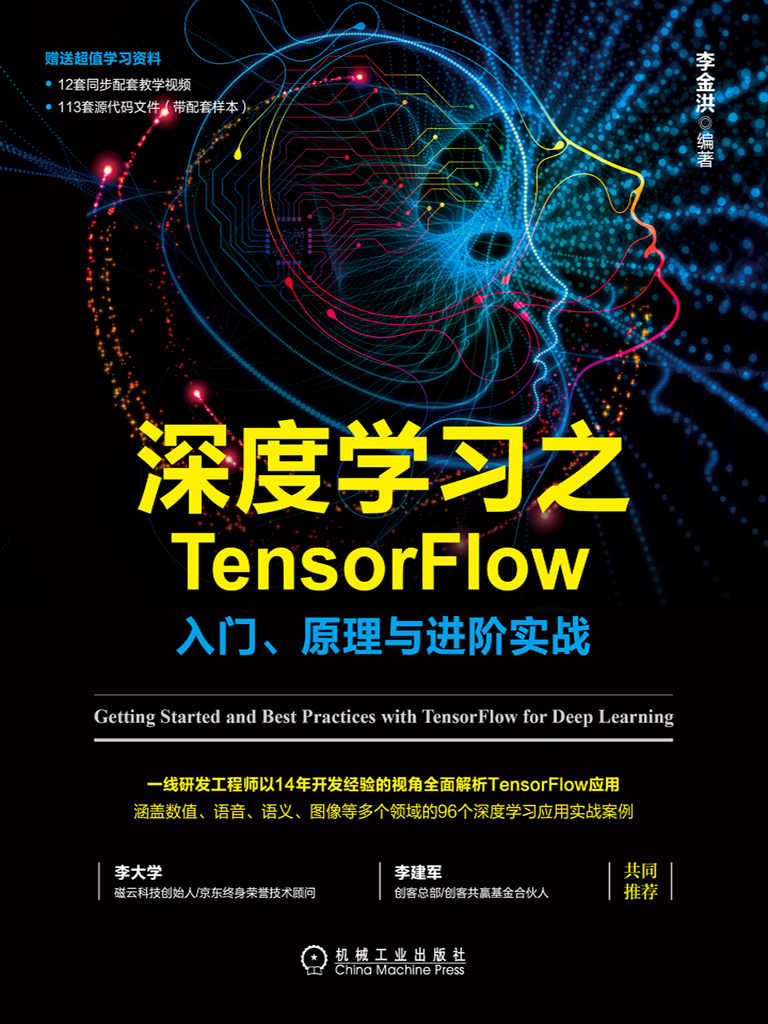 赠送超值学习资料
• 12套同步配套教学视频
• 113套源代码文件（带配套样本）
李金洪◎编著
深度学习之
TensorFlow
入门、原理与进阶实战
Getting Started and Best Practices with TensorFlow for Deep Learning
一线研发工程师以14年开发经验的视角全面解析TensorFlow应用
涵盖数值、语音、语义、图像等多个领域的96个深度学习应用实战案例
李大学
磁云科技创始人/京东终身荣誉技术顾问
李建军
创客总部/创客共赢基金合伙人
共同
推荐
机械工业出版社
China Machine Press